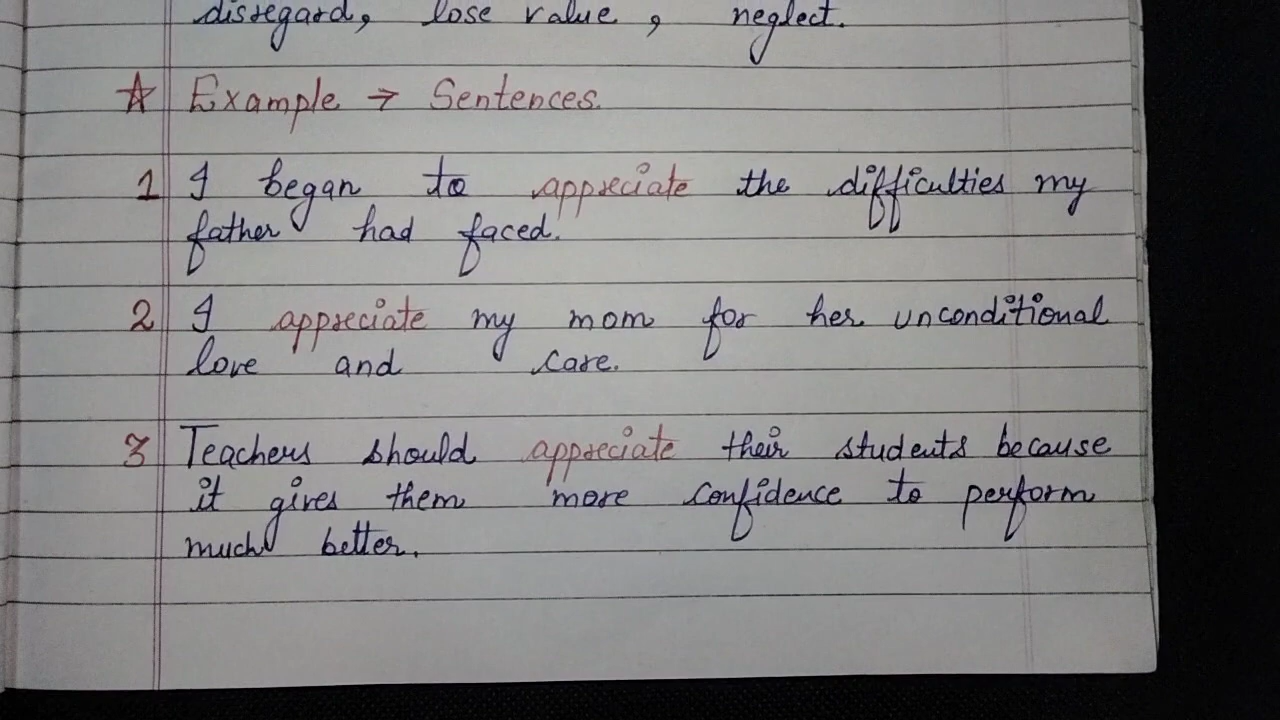 disregard, lose value, neglect.
☆ Example → Sentences.
1 I began to appreciate the difficulties my
father had faced.
2 I appreciate my mom for her unconditional
love and care.
3 Teachers should appreciate their students because
it gives them more confidence to perform
much better.